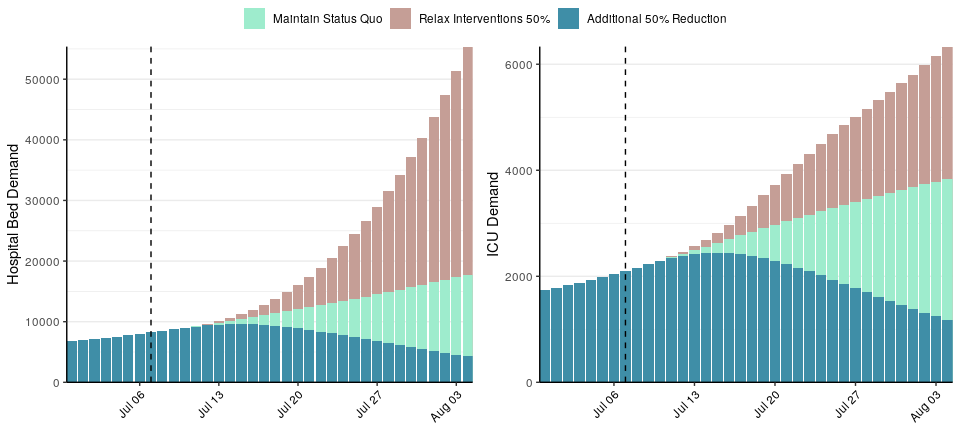 Maintain Status Quo Relax Interventions 50% Additional 50% Reduction
Hospital Bed Demand
50000
40000
30000
20000
10000
0
Jul 06 Jul 13 Jul 20 Jul 27 Aug 03
ICU Demand
6000
4000
2000
0
Jul 06 Jul 13 Jul 20 Jul 27 Aug 03